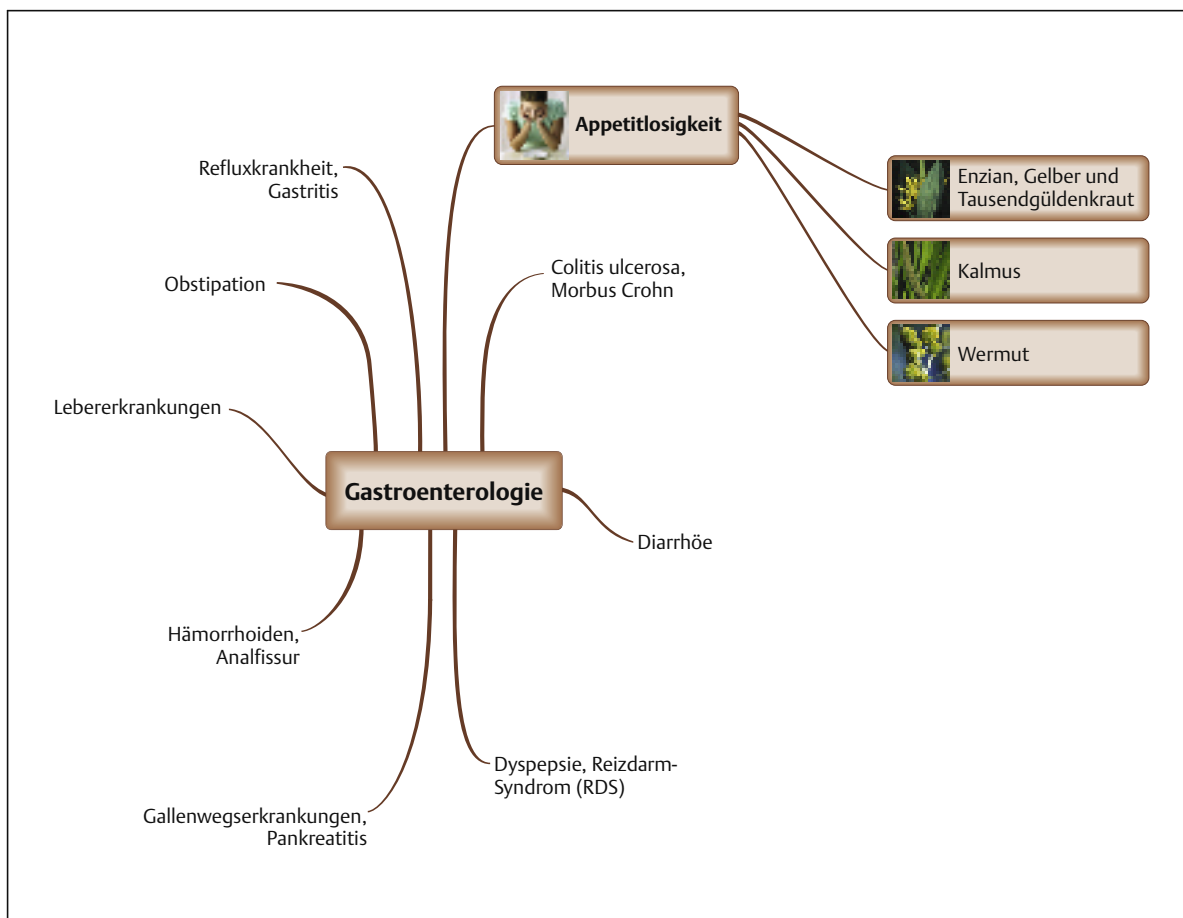 Appetitlosigkeit
Enzian, Gelber und
Tausendgüldenkraut
Kalmus
Wermut
Refluxkrankheit,
Gastritis
Colitis ulcerosa,
Morbus Crohn
Obstipation
Lebererkrankungen
Gastroenterologie
Diarrhöe
Hämorrhoiden,
Analfissur
Dyspepsie, Reizdarm-
Syndrom (RDS)
Gallenwegserkrankungen,
Pankreatitis